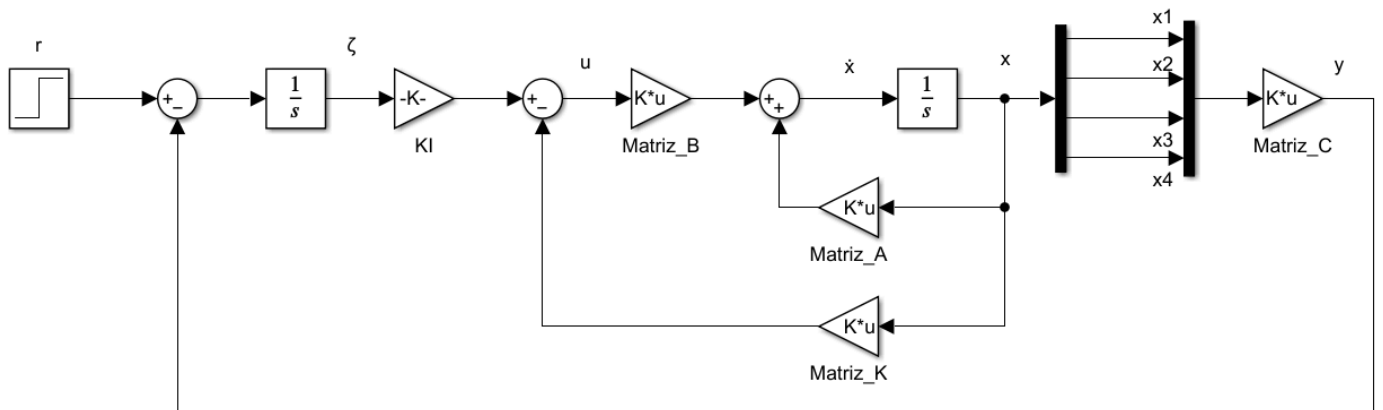 r
ζ
u
ẋ
x
x1
x2
x3
x4
y
+
−
1
s
-K-
KI
+
−
K*u
Matriz_B
+
+
1
s
K*u
Matriz_C
K*u
Matriz_A
K*u
Matriz_K